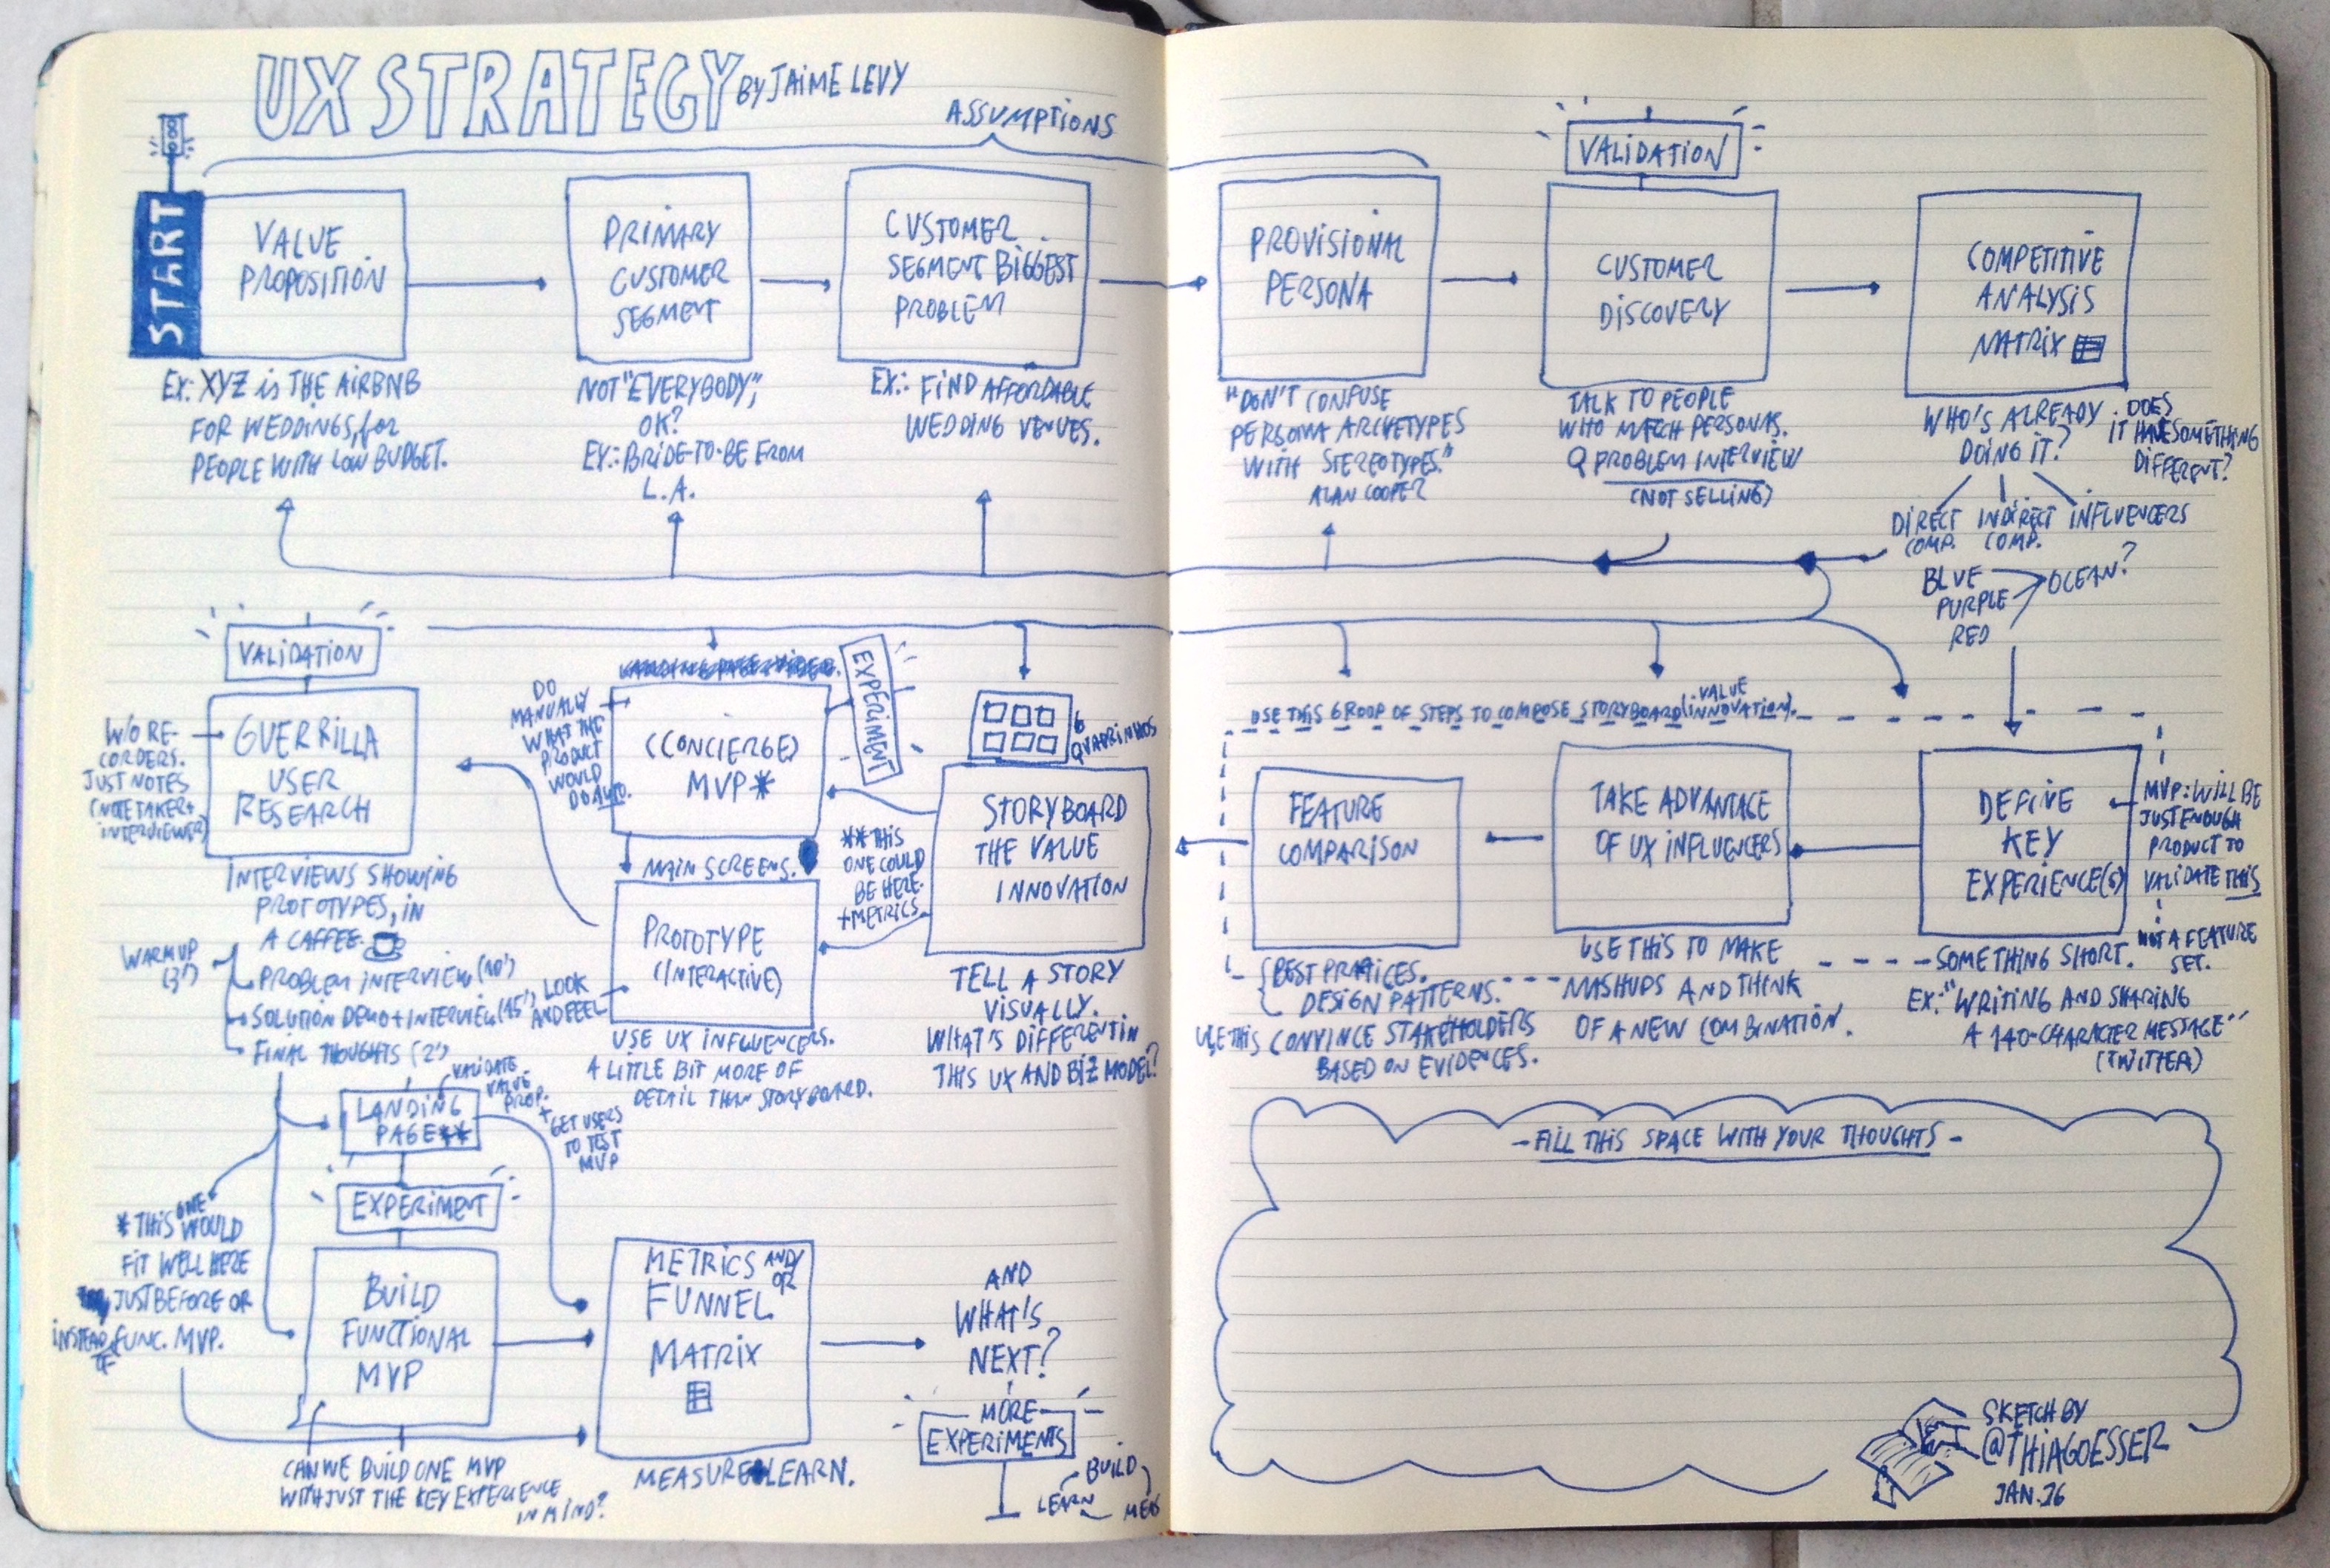 UX STRATEGY BY JAIME LEVY
ASSUMPTIONS
START
VALUE
PROPOSITION
EX: XYZ is THE AIRBNB
FOR WEDDINGS, for
PEOPLE WITH LOW BUDGET.
PRIMARY
CUSTOMER
SEGMENT
NOT "EVERYBODY",
OK?
EX.: BRIDE-TO-BE FROM
L.A.
CUSTOMER
SEGMENT BIGGEST
PROBLEM
EX.: FIND AFFORDABLE
WEDDING VENUES.
PROVISIONAL
PERSONA
"DON'T CONFUSE
PERSONA ARCHETYPES
WITH STEREOTYPES."
ALAN COOPER
VALIDATION
CUSTOMER
DISCOVERY
TALK TO PEOPLE
WHO MATCH PERSONAS.
PROBLEM INTERVIEW
(NOT SELLING)
COMPETITIVE
ANALYSIS
MATRIX
WHO'S ALREADY
DOING IT?
DOES
IT HAVE SOMETHING
DIFFERENT?
DIRECT COMP.
INDIRECT COMP.
INFLUENCERS
BLUE
PURPLE
RED
OCEAN?
USE THIS GROOP OF STEPS TO COMPOSE STORYBOARD (VALUE INNOVATION).
DEFINE
KEY
EXPERIENCE(S)
MVP: WILL BE
JUST ENOUGH
PRODUCT TO
VALIDATE THIS
NOT A FEATURE
SET.
SOMETHING SHORT.
EX: "WRITING AND SHARING
A 140-CHARACTER MESSAGE"
(TWITTER)
TAKE ADVANTAGE
OF UX INFLUENCERS
USE THIS TO MAKE
MASHUPS AND THINK
OF A NEW COMBINATION.
FEATURE
COMPARISON
BEST PRACTICES.
DESIGN PATTERNS.
USE THIS CONVINCE STAKEHOLDERS
BASED ON EVIDENCES.
6
QUADRINHOS
STORYBOARD
THE VALUE
INNOVATION
TELL A STORY
VISUALLY.
WHAT'S DIFFERENT IN
THIS UX AND BIZ MODEL?
EXPERIMENT
(CONCIERGE)
MVP*
DO
MANUALLY
WHAT THE
PRODUCT
WOULD
DO AUTO.
** THIS
ONE COULD
BE HERE.
+METRICS
MAIN SCREENS.
PROTOTYPE
(INTERACTIVE)
LOOK
AND FEEL
USE UX INFLUENCERS.
A LITTLE BIT MORE OF
DETAIL THAN STORYBOARD.
VALIDATION
GUERRILLA
USER
RESEARCH
W/O RE-
CORDERS.
JUST NOTES
(NOTE TAKER+
INTERVIEWER)
INTERVIEWS SHOWING
PROTOTYPES, IN
A CAFFEE.
WARMUP
(3')
PROBLEM INTERVIEW (10')
SOLUTION DEMO + INTERVIEW (15')
FINAL THOUGHTS (2')
LANDING
PAGE**
VALIDATE
VALUE
PROP.
+
GET USERS
TO TEST
MVP
EXPERIMENT
* THIS ONE WOULD
FIT WELL HERE
JUST BEFORE OR
INSTEAD OF FUNC. MVP.
BUILD
FUNCTIONAL
MVP
CAN WE BUILD ONE MVP
WITH JUST THE KEY EXPERIENCE
IN MIND?
METRICS AND/OR
FUNNEL
MATRIX
MEASURE LEARN.
AND
WHAT'S
NEXT?
MORE
EXPERIMENTS
BUILD
LEARN
MEAS
- FILL THIS SPACE WITH YOUR THOUGHTS -
SKETCH BY
@THIAGOESSER
JAN.16